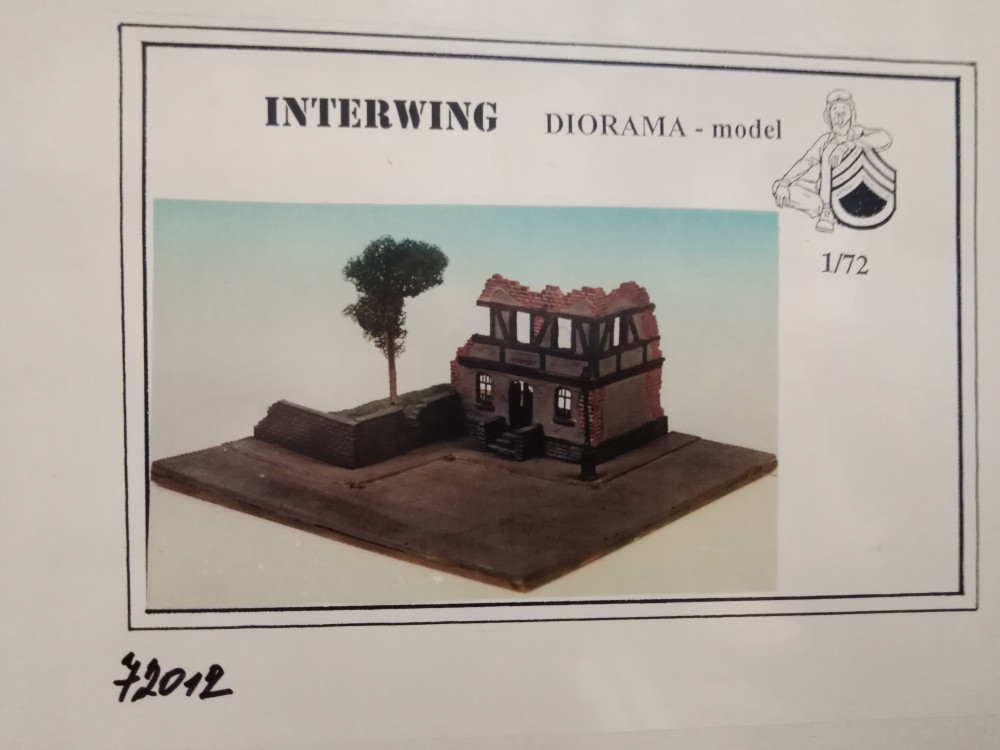 INTERWING DIORAMA - model
1/72
72012